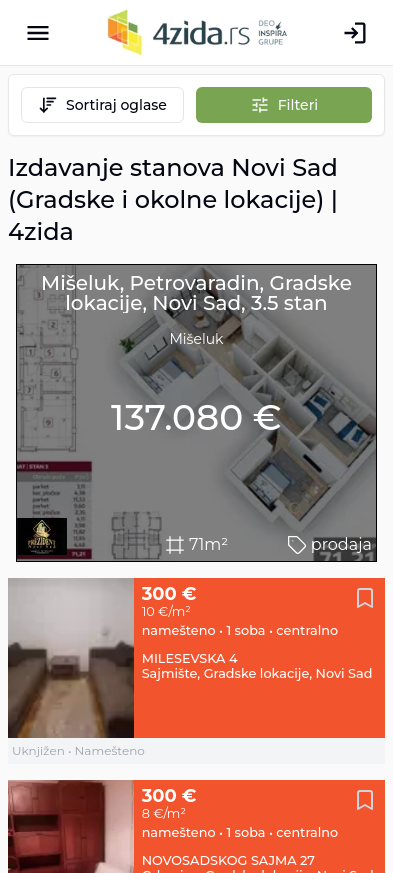 4zida.rs DEO INSPIRA GRUPE
Sortiraj oglase
Filteri
Izdavanje stanova Novi Sad
(Gradske i okolne lokacije) |
4zida
Mišeluk, Petrovaradin, Gradske
lokacije, Novi Sad, 3.5 stan
Mišeluk
137.080 €
71m²
prodaja
300 €
10 €/m²
namešteno • 1 soba • centralno
MILESEVSKA 4
Sajmište, Gradske lokacije, Novi Sad
Uknjižen • Namešteno
300 €
8 €/m²
namešteno • 1 soba • centralno
NOVOSADSKOG SAJMA 27